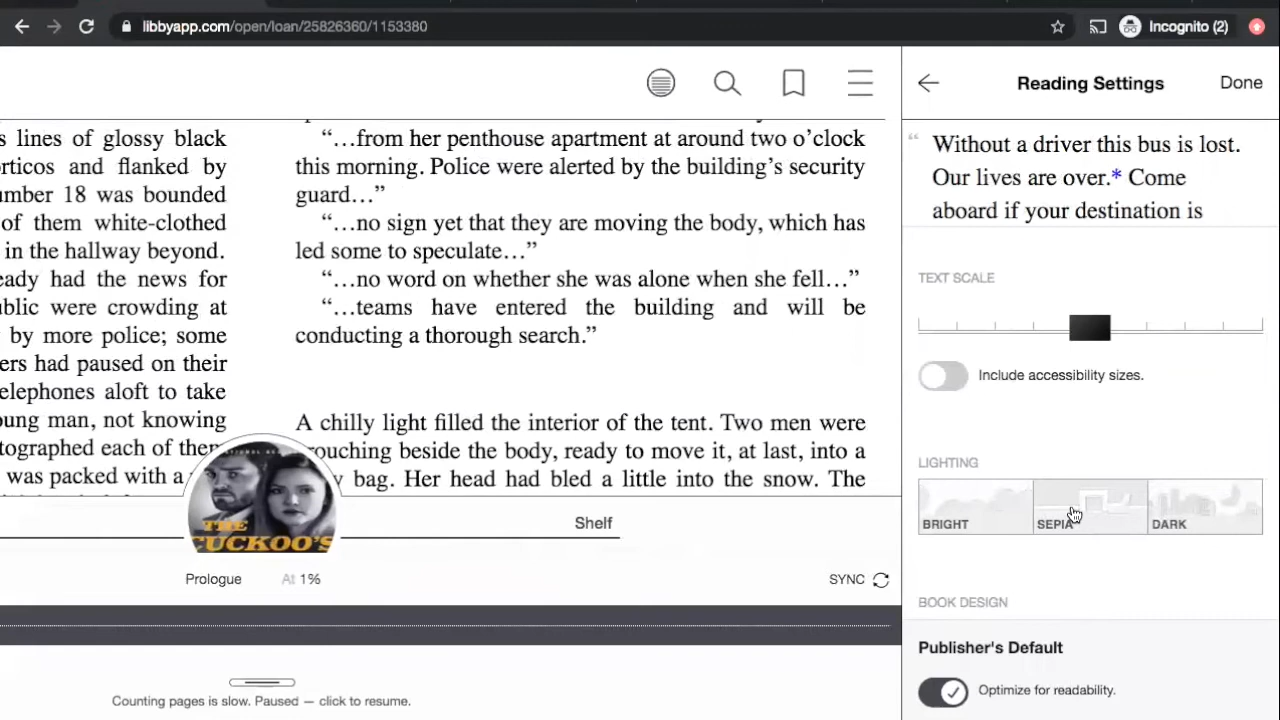 libbyapp.com/open/loan/25826360/1153380
Incognito (2)
s lines of glossy black
orticos and flanked by
umber 18 was bounded
of them white-clothed
in the hallway beyond.
eady had the news for
ublic were crowding at
by more police; some
ers had paused on their
elephones aloft to take
oung man, not knowing
otographed each of them
was packed with a
“…from her penthouse apartment at around two o’clock
this morning. Police were alerted by the building’s security
guard…”
“…no sign yet that they are moving the body, which has
led some to speculate…”
“…no word on whether she was alone when she fell…”
“…teams have entered the building and will be
conducting a thorough search.”
A chilly light filled the interior of the tent. Two men were
rouching beside the body, ready to move it, at last, into a
bag. Her head had bled a little into the snow. The
THE
CUCKOO'S
Shelf
Prologue At 1%
SYNC
Counting pages is slow. Paused — click to resume.
Reading Settings
Done
“ Without a driver this bus is lost.
Our lives are over.* Come
aboard if your destination is
TEXT SCALE
Include accessibility sizes.
LIGHTING
BRIGHT
SEPIA
DARK
BOOK DESIGN
Publisher's Default
Optimize for readability.